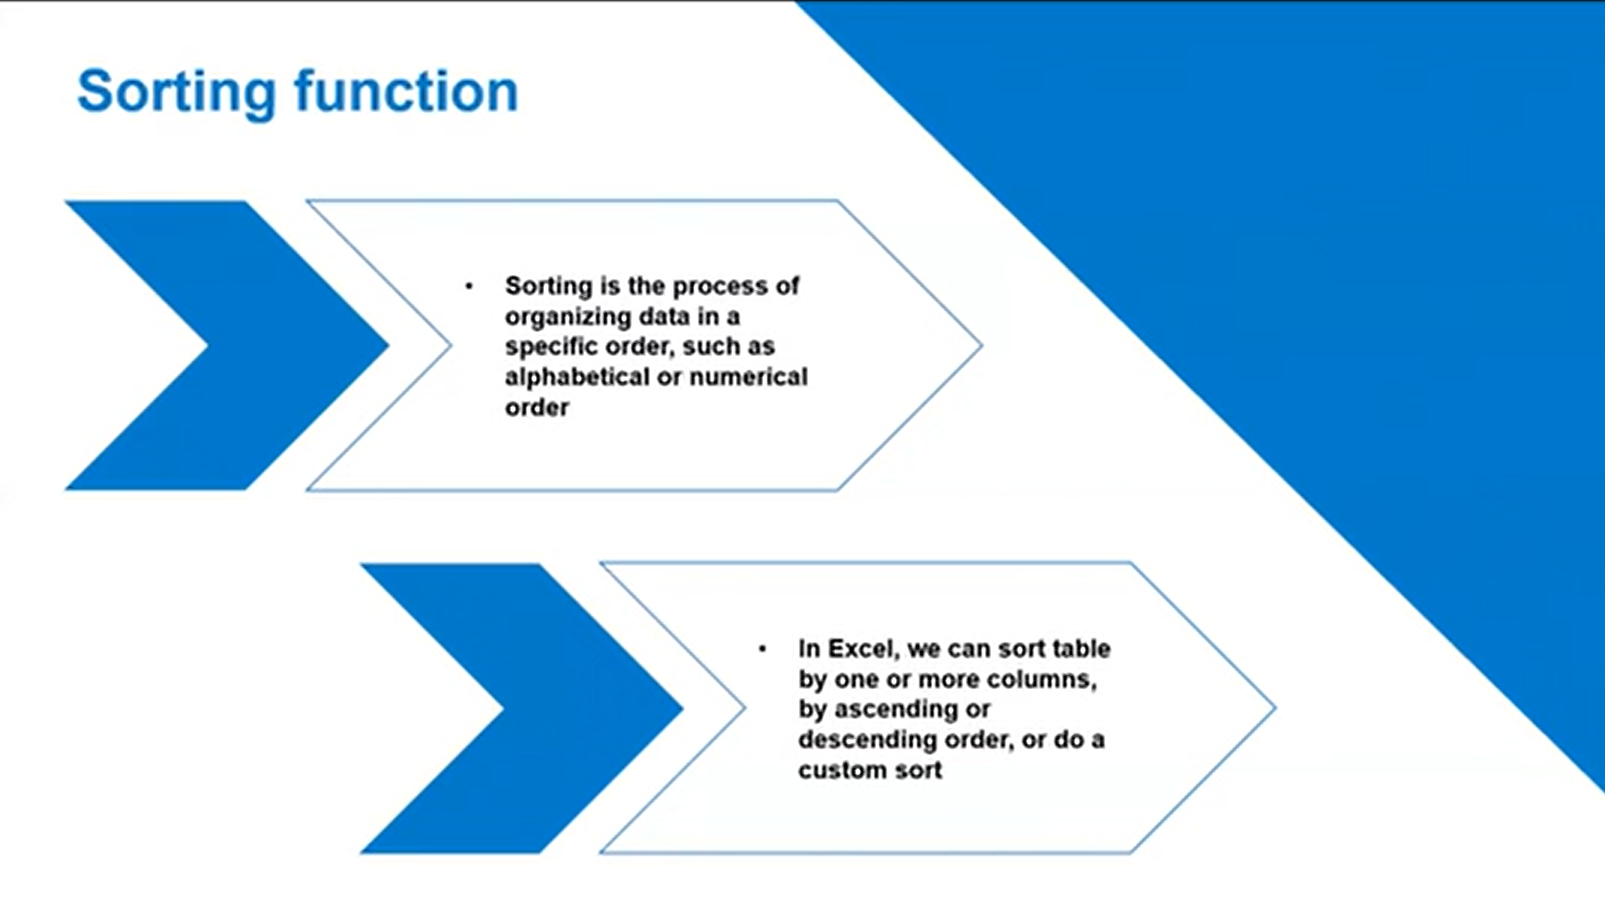 Sorting function
• Sorting is the process of
organizing data in a
specific order, such as
alphabetical or numerical
order
• In Excel, we can sort table
by one or more columns,
by ascending or
descending order, or do a
custom sort